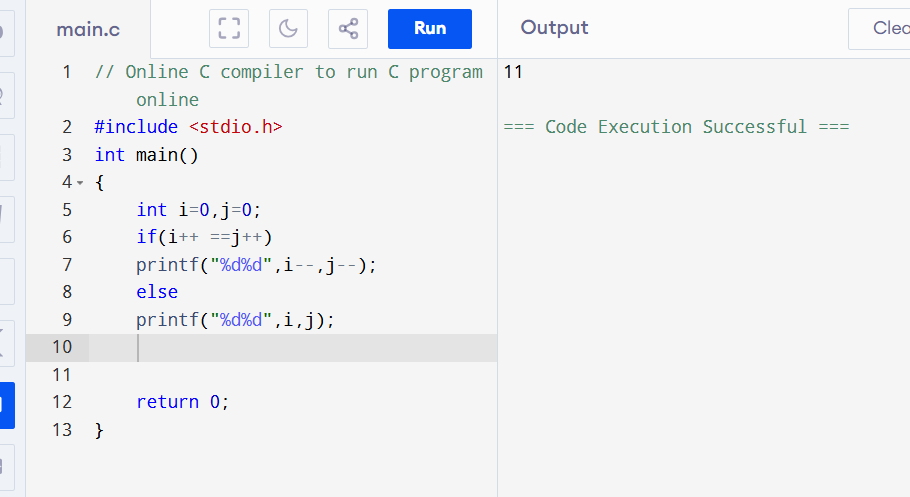 main.c
Run
Output
Clea
1 // Online C compiler to run C program
online
2 #include <stdio.h>
3 int main()
4 {
5 int i=0,j=0;
6 if(i++ ==j++)
7 printf("%d%d",i--,j--);
8 else
9 printf("%d%d",i,j);
10
11
12 return 0;
13 }
11
=== Code Execution Successful ===